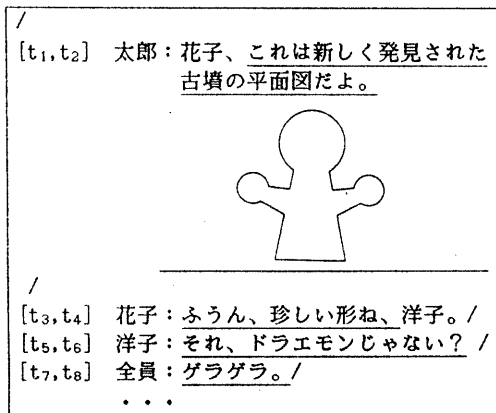 /
[t₁,t₂] 太郎：花子、これは新しく発見された
古墳の平面図だよ。
/
[t₃,t₄] 花子：ふうん、珍しい形ね、洋子。/
[t₅,t₆] 洋子：それ、ドラエモンじゃない？ /
[t₇,t₈] 全員：ゲラゲラ。/
・・・